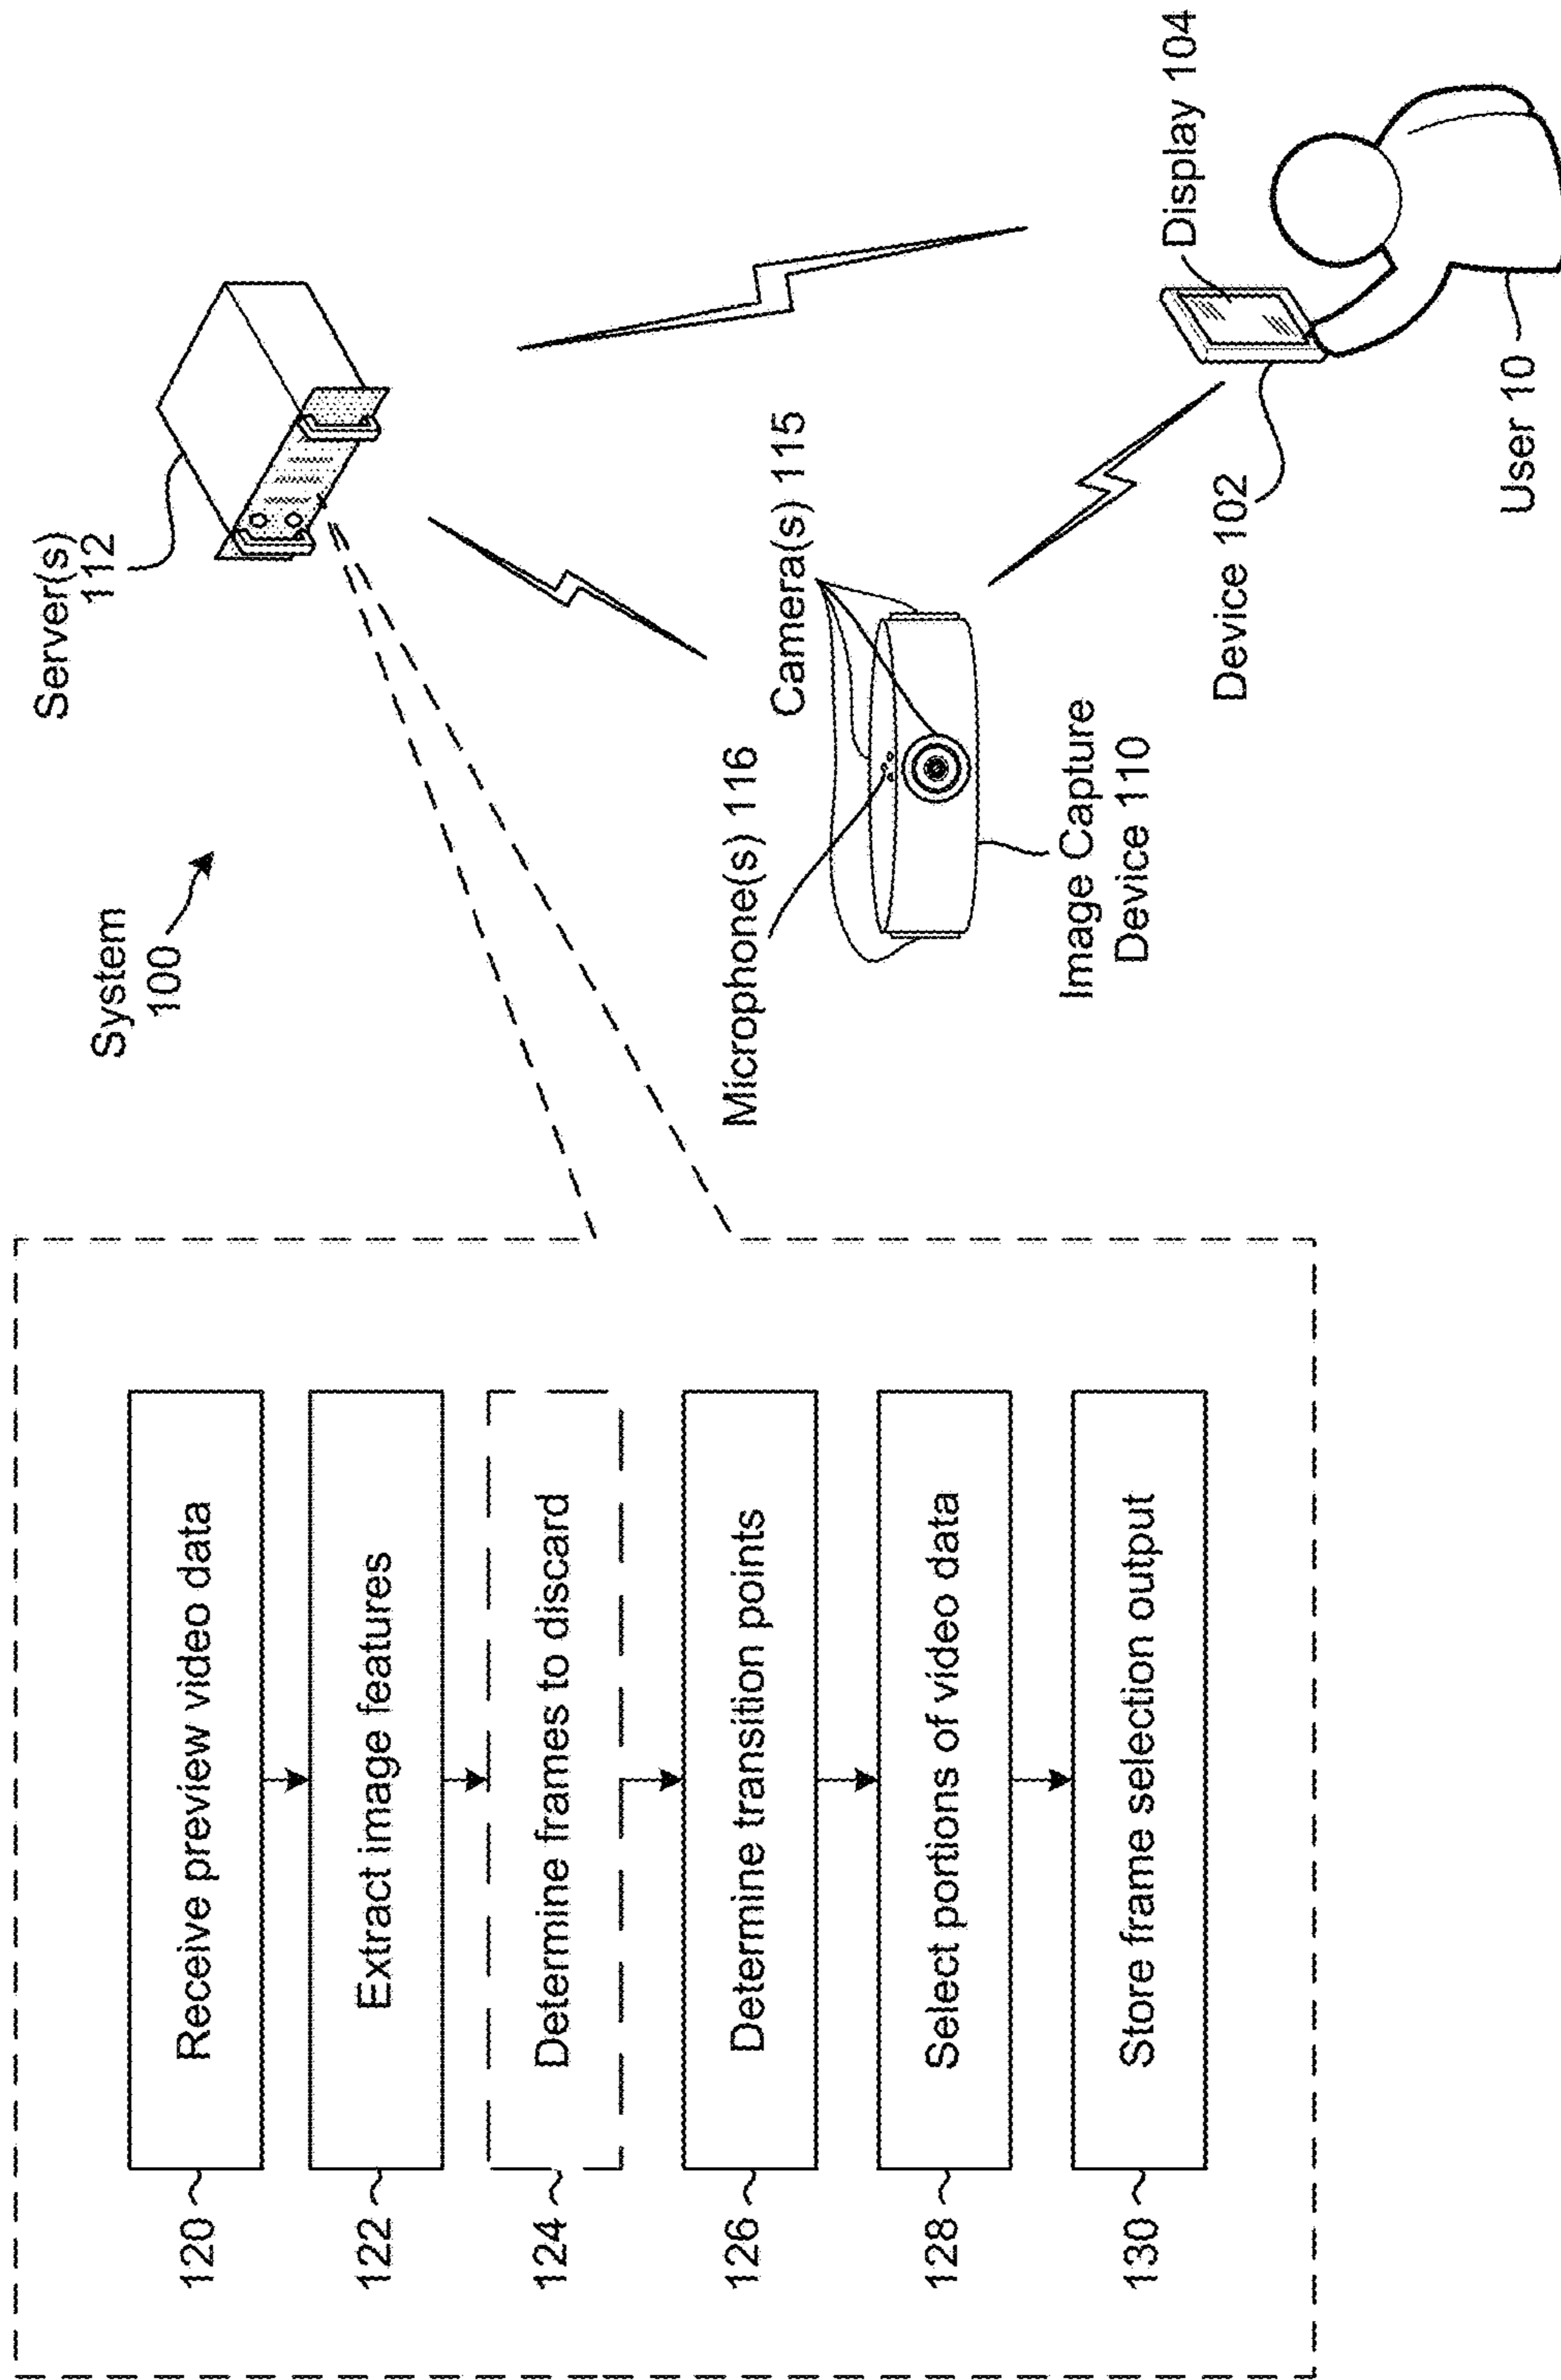 120
Receive preview video data
122
Extract image features
124
Determine frames to discard
126
Determine transition points
128
Select portions of video data
130
Store frame selection output
System
100
Server(s)
112
Microphone(s) 116
Camera(s) 115
Image Capture
Device 110
Device 102
Display 104
User 10